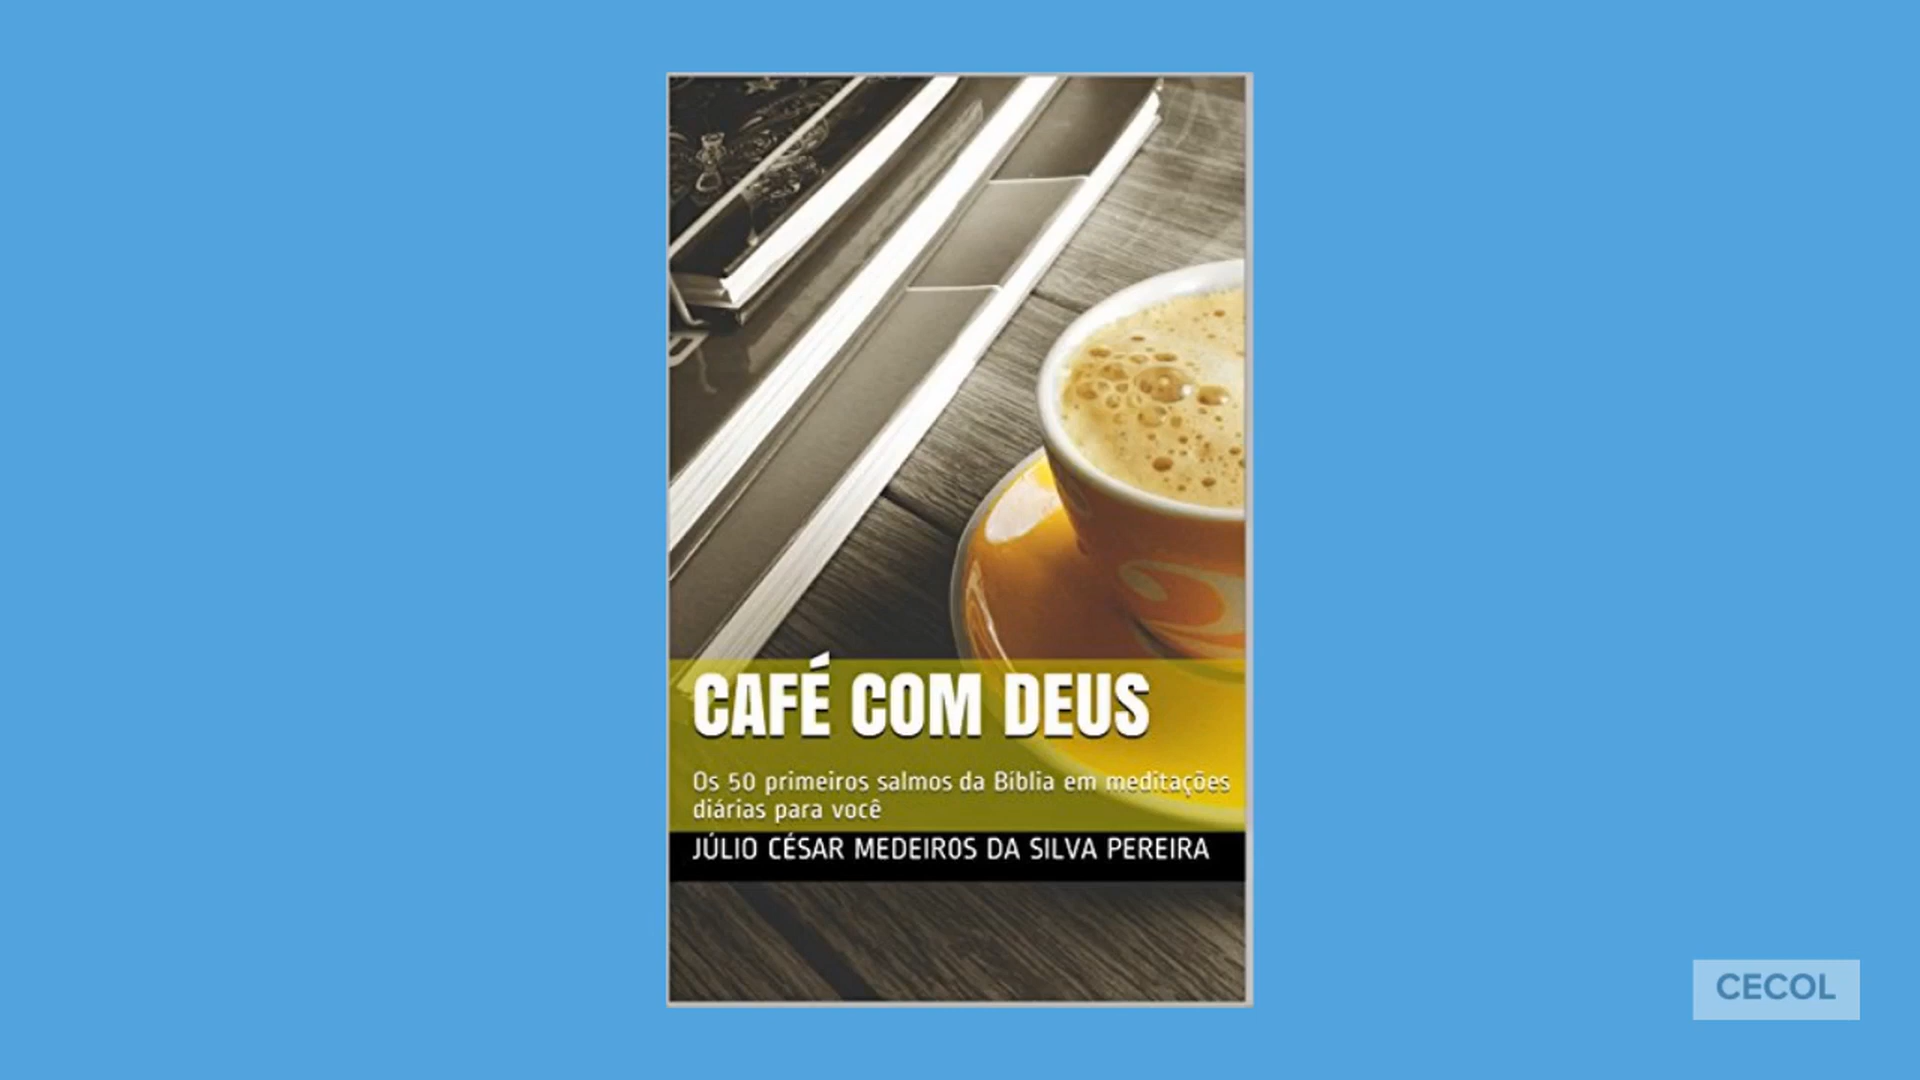 CAFÉ COM DEUS
Os 50 primeiros salmos da Bíblia em meditações
diárias para você
JÚLIO CÉSAR MEDEIROS DA SILVA PEREIRA
CECOL